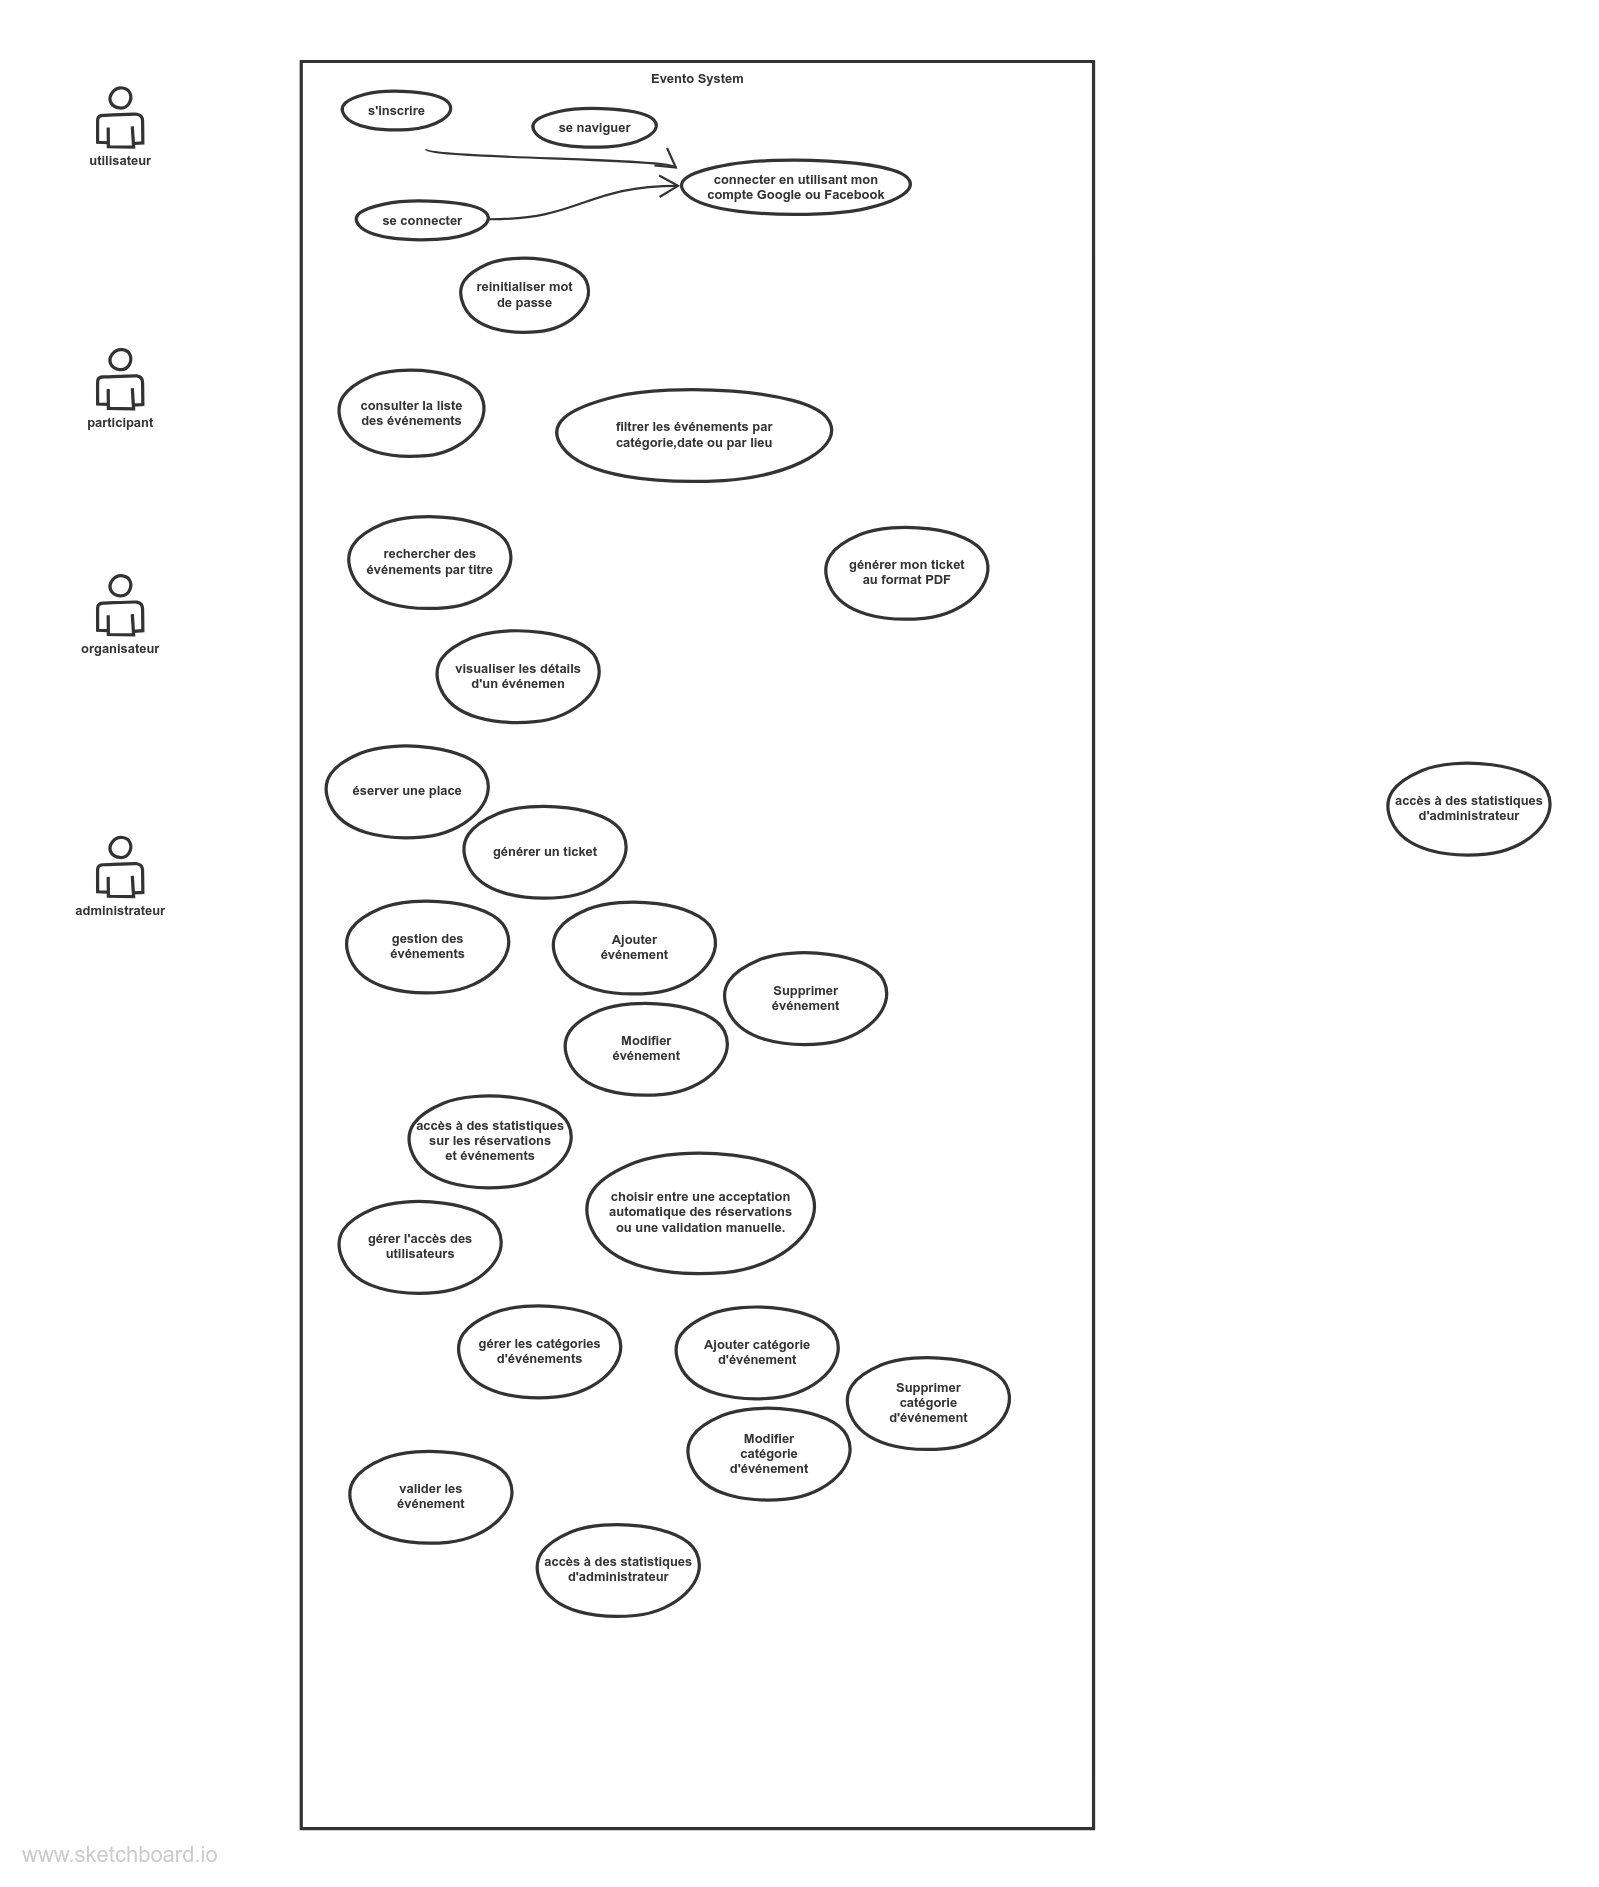 Evento System
s'inscrire
se naviguer
utilisateur
connecter en utilisant mon
compte Google ou Facebook
se connecter
reinitialiser mot
de passe
participant
consulter la liste
des événements
filtrer les événements par
catégorie,date ou par lieu
rechercher des
événements par titre
générer mon ticket
au format PDF
organisateur
visualiser les détails
d'un événemen
éserver une place
accès à des statistiques
d'administrateur
générer un ticket
administrateur
gestion des
événements
Ajouter
événement
Supprimer
événement
Modifier
événement
accès à des statistiques
sur les réservations
et événements
choisir entre une acceptation
automatique des réservations
ou une validation manuelle.
gérer l'accès des
utilisateurs
gérer les catégories
d'événements
Ajouter catégorie
d'événement
Supprimer
catégorie
d'événement
Modifier
catégorie
d'événement
valider les
événement
accès à des statistiques
d'administrateur
www.sketchboard.io